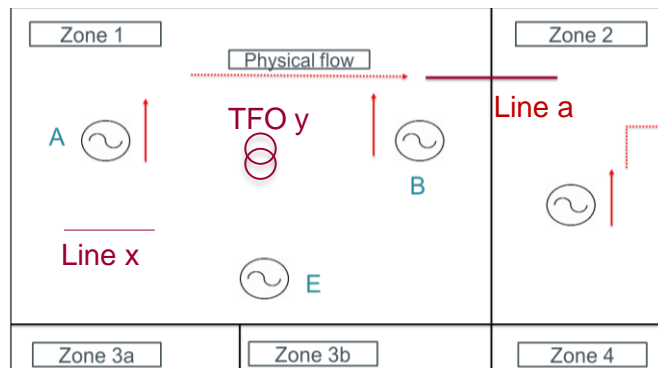 Zone 1
Zone 2
Physical flow
Line a
TFO y
A
B
Line x
E
Zone 3a
Zone 3b
Zone 4